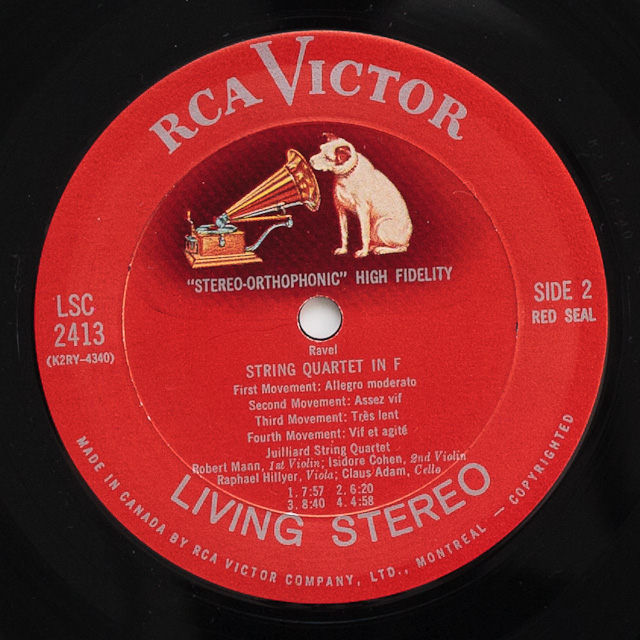 RCA VICTOR
"STEREO-ORTHOPHONIC" HIGH FIDELITY
LSC
2413
(K2RY-4340)
SIDE 2
RED SEAL
Ravel
STRING QUARTET IN F
First Movement: Allegro moderato
Second Movement: Assez vif
Third Movement: Três lent
Fourth Movement: Vif et agité
Juilliard String Quartet
Robert Mann, 1st Violin; Isidore Cohen, 2nd Violin
Raphael Hillyer, Viola; Claus Adam, Cello
1. 7:57 2. 6:20
3. 8:40 4. 4:58
LIVING STEREO
MADE IN CANADA BY RCA VICTOR COMPANY, LTD., MONTREAL — COPYRIGHTED